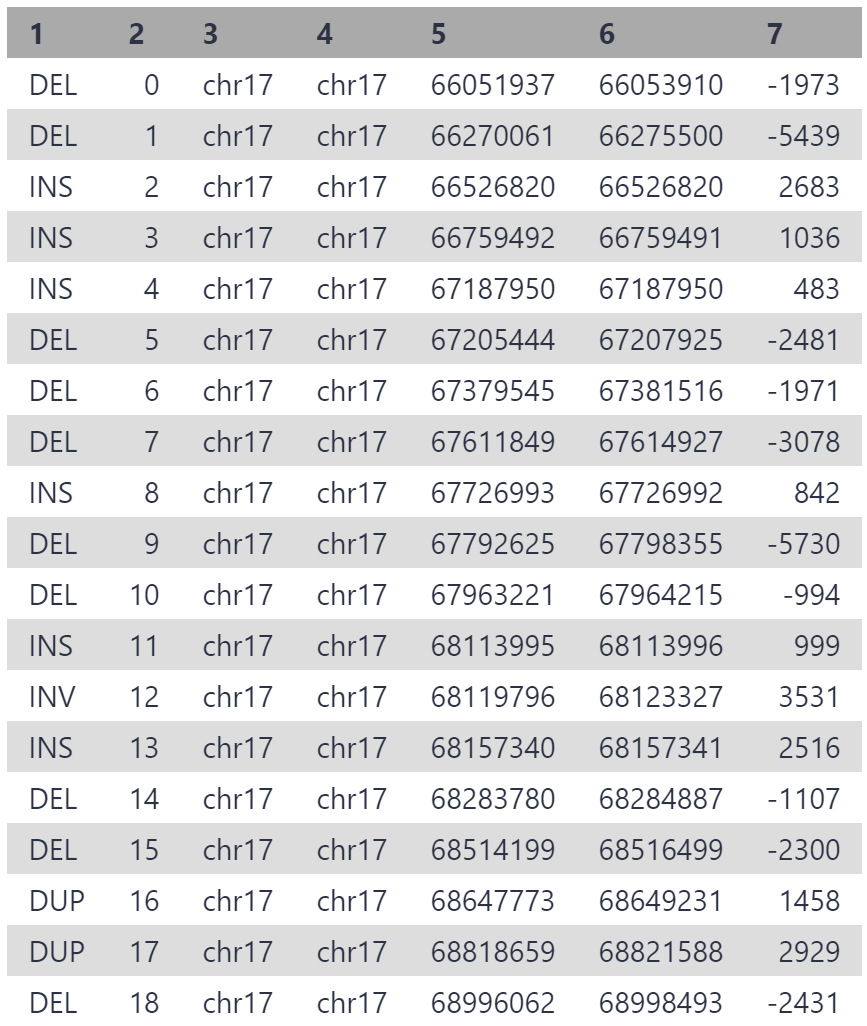 1 2 3 4 5 6 7
DEL 0 chr17 chr17 66051937 66053910 -1973
DEL 1 chr17 chr17 66270061 66275500 -5439
INS 2 chr17 chr17 66526820 66526820 2683
INS 3 chr17 chr17 66759492 66759491 1036
INS 4 chr17 chr17 67187950 67187950 483
DEL 5 chr17 chr17 67205444 67207925 -2481
DEL 6 chr17 chr17 67379545 67381516 -1971
DEL 7 chr17 chr17 67611849 67614927 -3078
INS 8 chr17 chr17 67726993 67726992 842
DEL 9 chr17 chr17 67792625 67798355 -5730
DEL 10 chr17 chr17 67963221 67964215 -994
INS 11 chr17 chr17 68113995 68113996 999
INV 12 chr17 chr17 68119796 68123327 3531
INS 13 chr17 chr17 68157340 68157341 2516
DEL 14 chr17 chr17 68283780 68284887 -1107
DEL 15 chr17 chr17 68514199 68516499 -2300
DUP 16 chr17 chr17 68647773 68649231 1458
DUP 17 chr17 chr17 68818659 68821588 2929
DEL 18 chr17 chr17 68996062 68998493 -2431